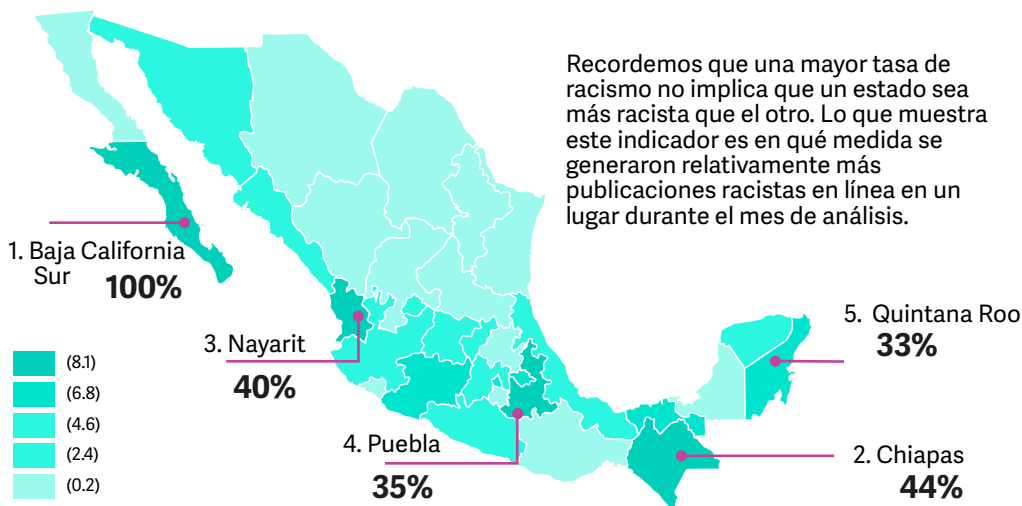 Recordemos que una mayor tasa de
racismo no implica que un estado sea
más racista que el otro. Lo que muestra
este indicador es en qué medida se
generaron relativamente más
publicaciones racistas en línea en un
lugar durante el mes de análisis.
1. Baja California
Sur
100%
3. Nayarit
40%
5. Quintana Roo
33%
4. Puebla
35%
2. Chiapas
44%
(8.1)
(6.8)
(4.6)
(2.4)
(0.2)